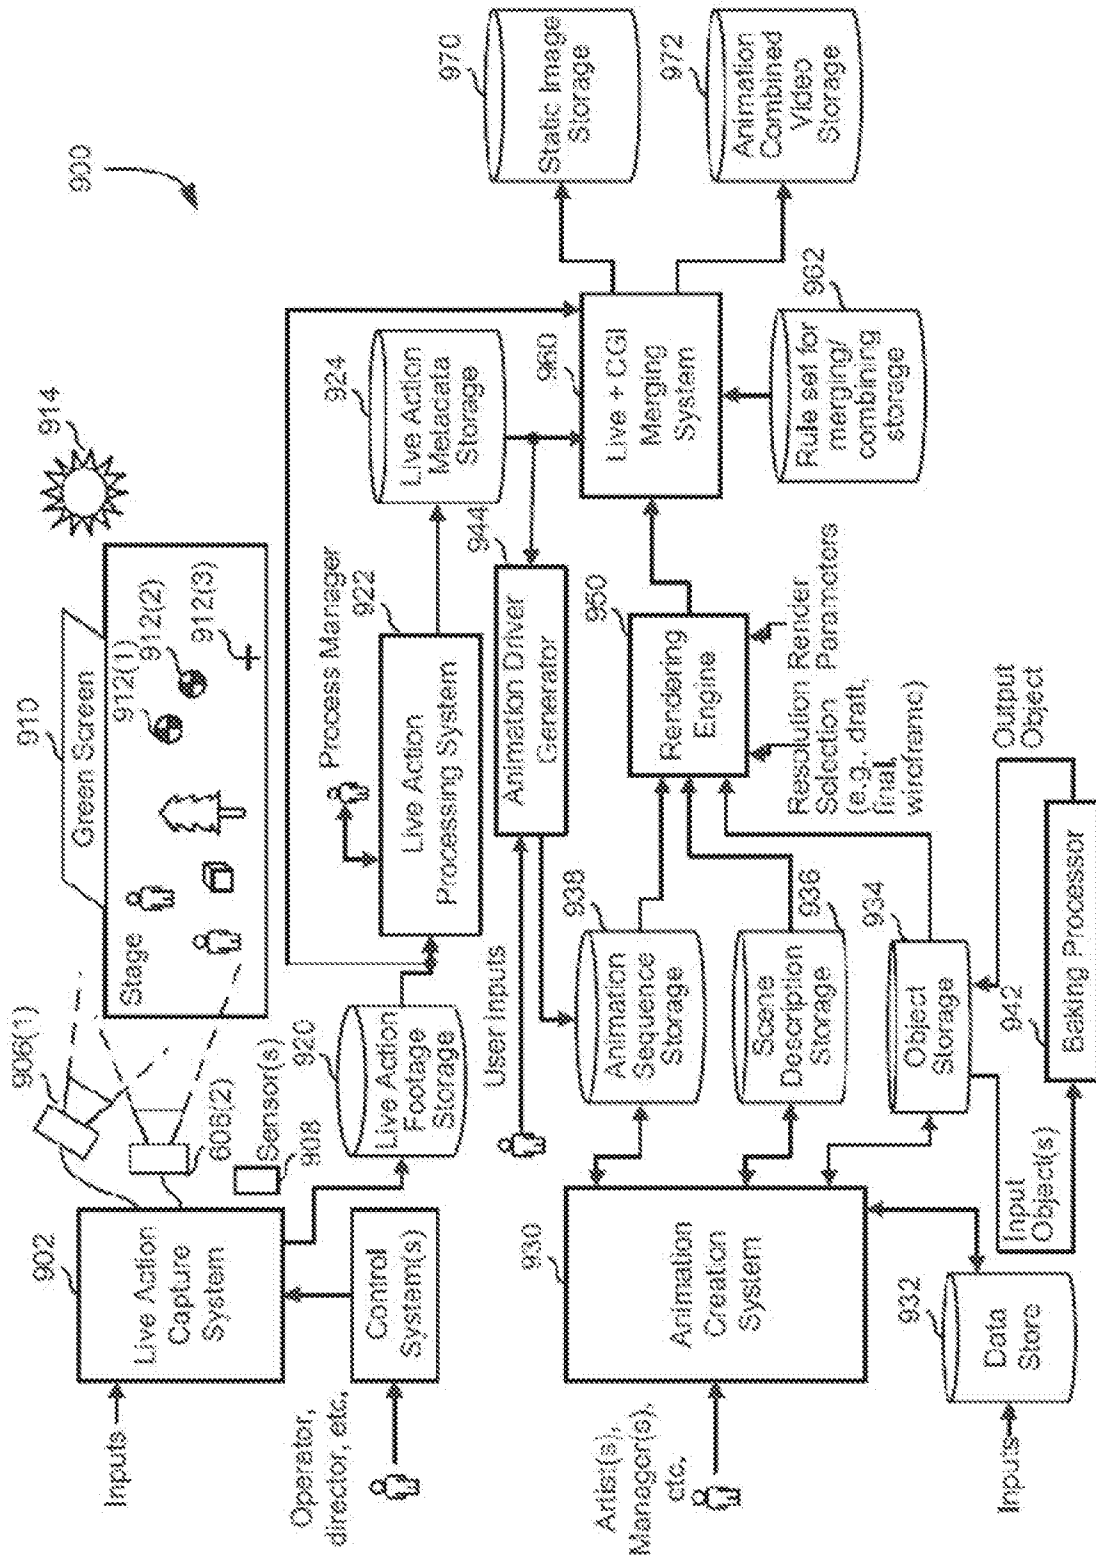 900
902
Live Action
Capture
System
Inputs
Operator,
director, etc.
Control
System(s)
906(1)
606(2)
Sensor(s)
908
910
Green Screen
Stage
912(1)
912(2)
912(3)
914
920
Live Action
Footage
Storage
Process Manager
922
Live Action
Processing System
924
Live Action
Metadata
Storage
User Inputs
944
Animation Driver
Generator
930
Animation
Creation
System
Artist(s),
Manager(s),
etc.
932
Data
Store
Inputs
938
Animation
Sequence
Storage
936
Scene
Description
Storage
934
Object
Storage
Input
Object(s)
942
Baking Processor
Output
Object
950
Rendering
Engine
Resolution Render
Selection Parameters
(e.g., draft,
final,
wireframe)
960
Live + CGI
Merging
System
962
Rule set for
merging/
combining
storage
970
Static Image
Storage
972
Animation
Combined
Video
Storage